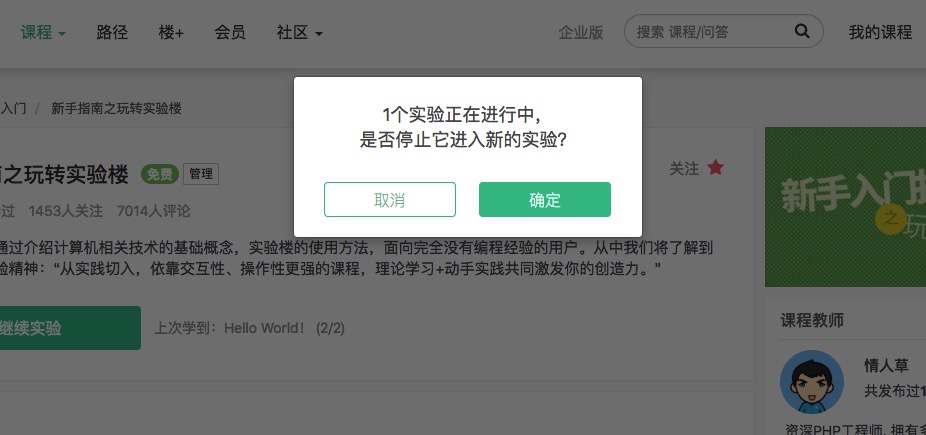 课程 路径 楼+ 会员 社区 企业版 搜索 课程/问答 我的课程
入门 / 新手指南之玩转实验楼
1个实验正在进行中，
是否停止它进入新的实验?
取消 确定
之玩转实验楼 免费 管理 关注
过 1453人关注 7014人评论
新手入门
之玩
通过介绍计算机相关技术的基础概念，实验楼的使用方法，面向完全没有编程经验的用户。从中我们将了解到
验精神：“从实践切入，依靠交互性、操作性更强的课程，理论学习+动手实践共同激发你的创造力。”
继续实验 上次学到：Hello World! (2/2)
课程教师
情人草
共发布过1
资深PHP工程师, 拥有多